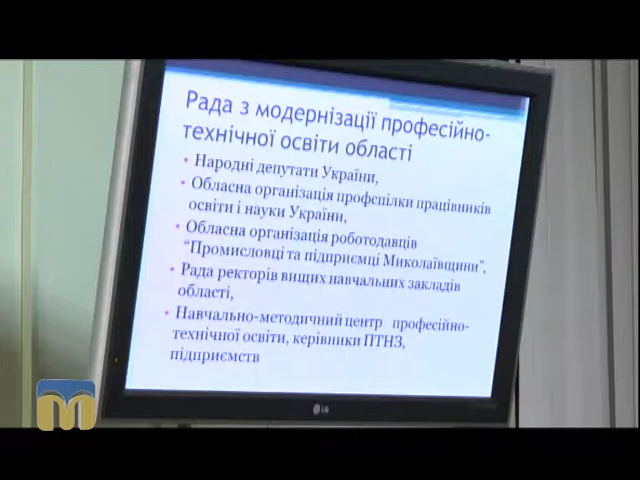 Рада з модернізації професійно-
технічної освіти області
• Народні депутати України,
• Обласна організація профспілки працівників
освіти і науки України,
• Обласна організація роботодавців
"Промисловці та підприємці Миколаївщини",
• Рада ректорів вищих навчальних закладів
області,
• Навчально-методичний центр професійно-
технічної освіти, керівники ПТНЗ,
підприємств
LG